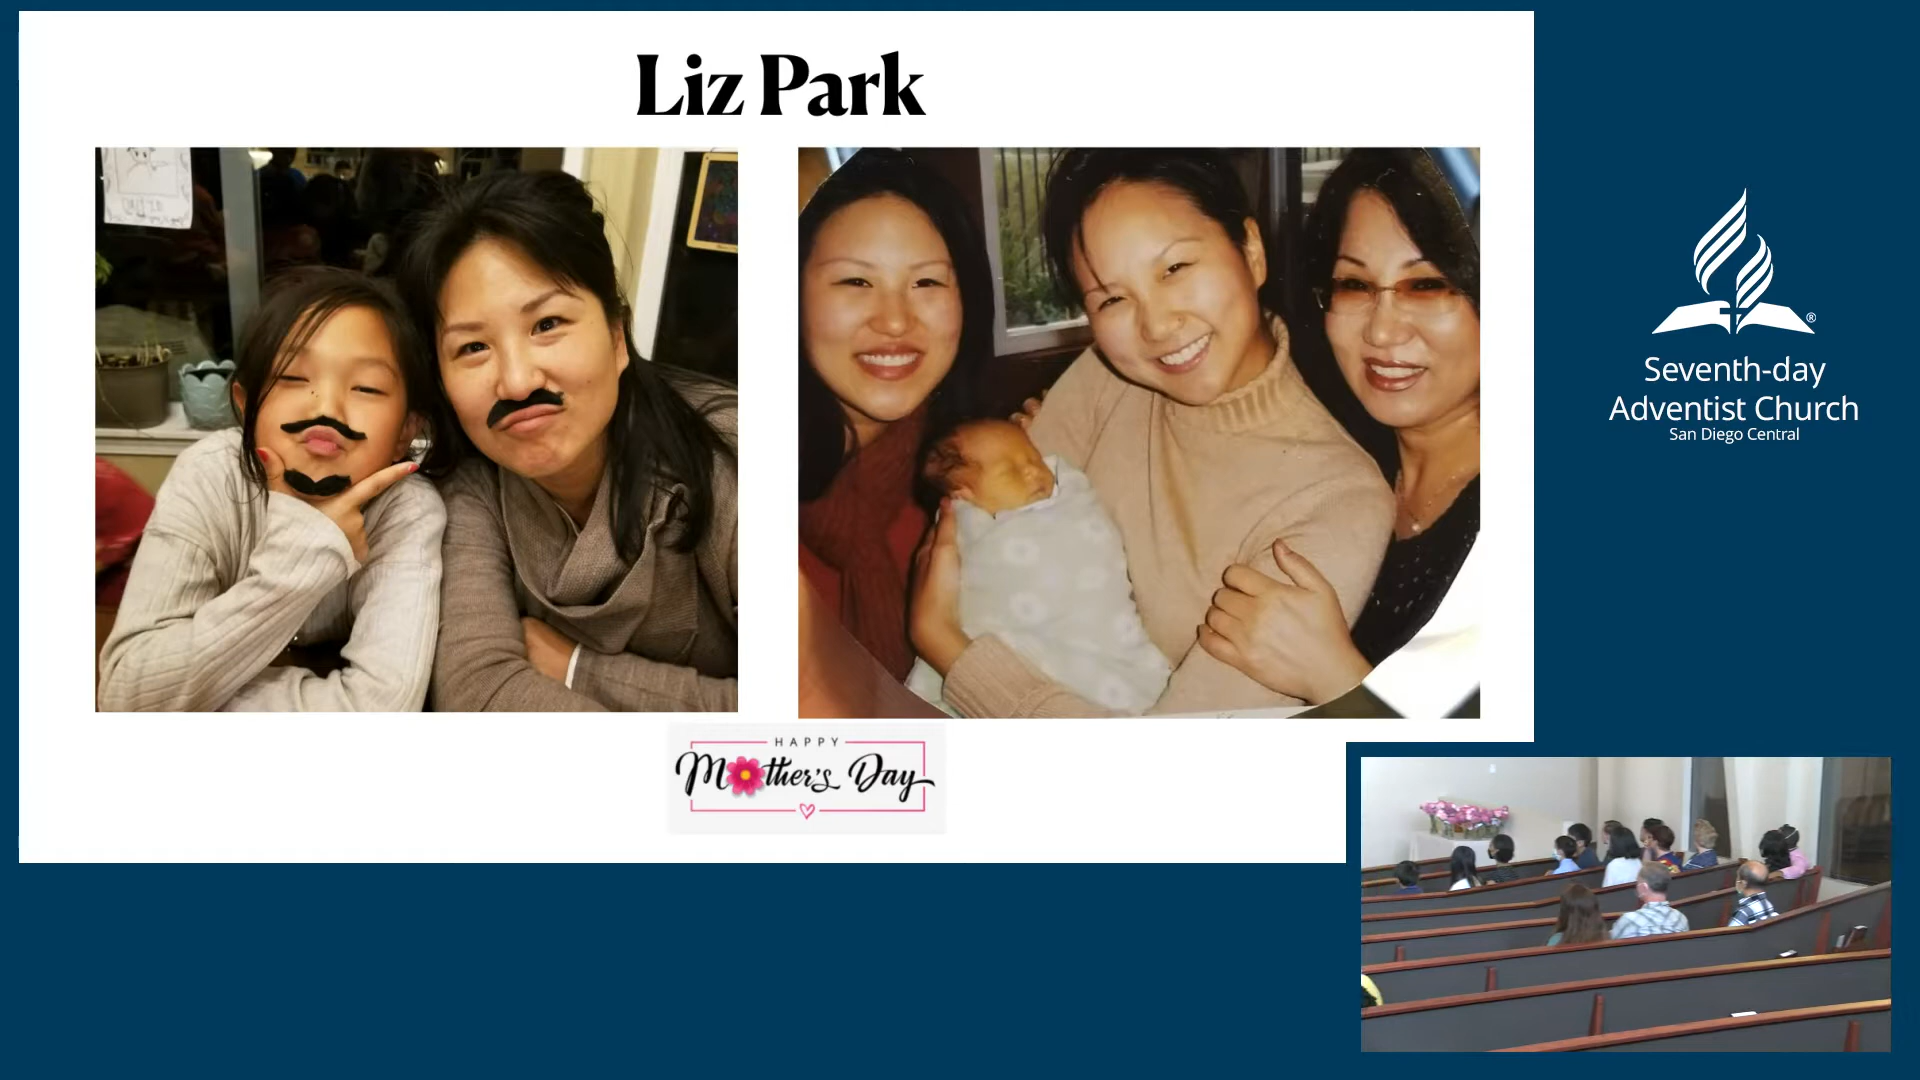 Liz Park
HAPPY
Mother's Day
®
Seventh-day
Adventist Church
San Diego Central